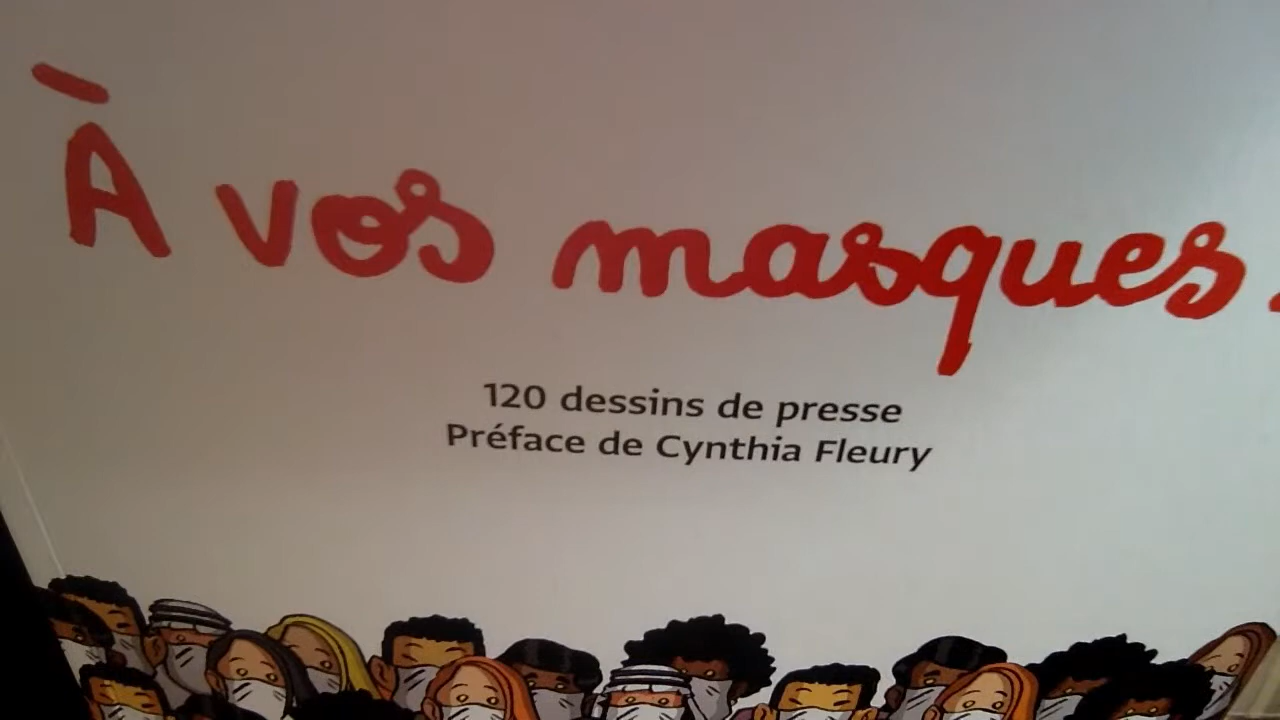 À vos masques
120 dessins de presse
Préface de Cynthia Fleury